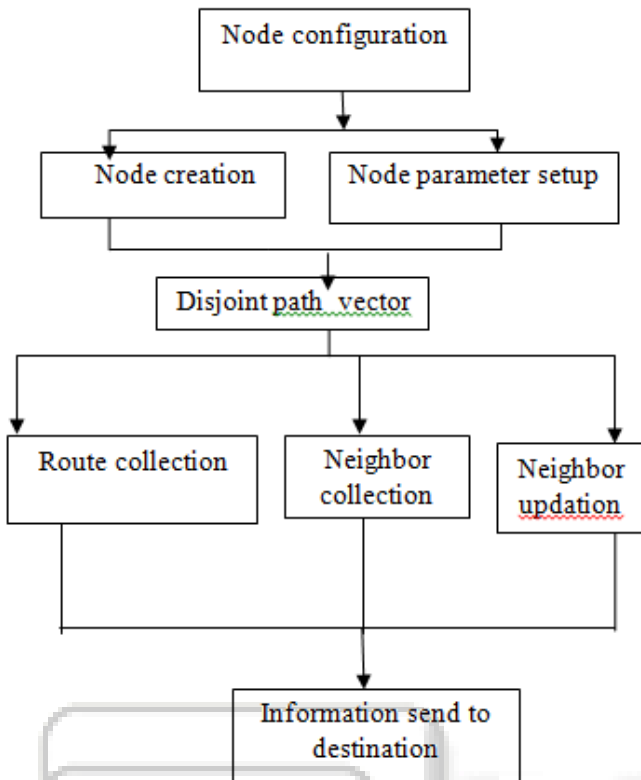 Node configuration
Node creation
Node parameter setup
Disjoint path vector
Route collection
Neighbor
collection
Neighbor
updation
Information send to
destination